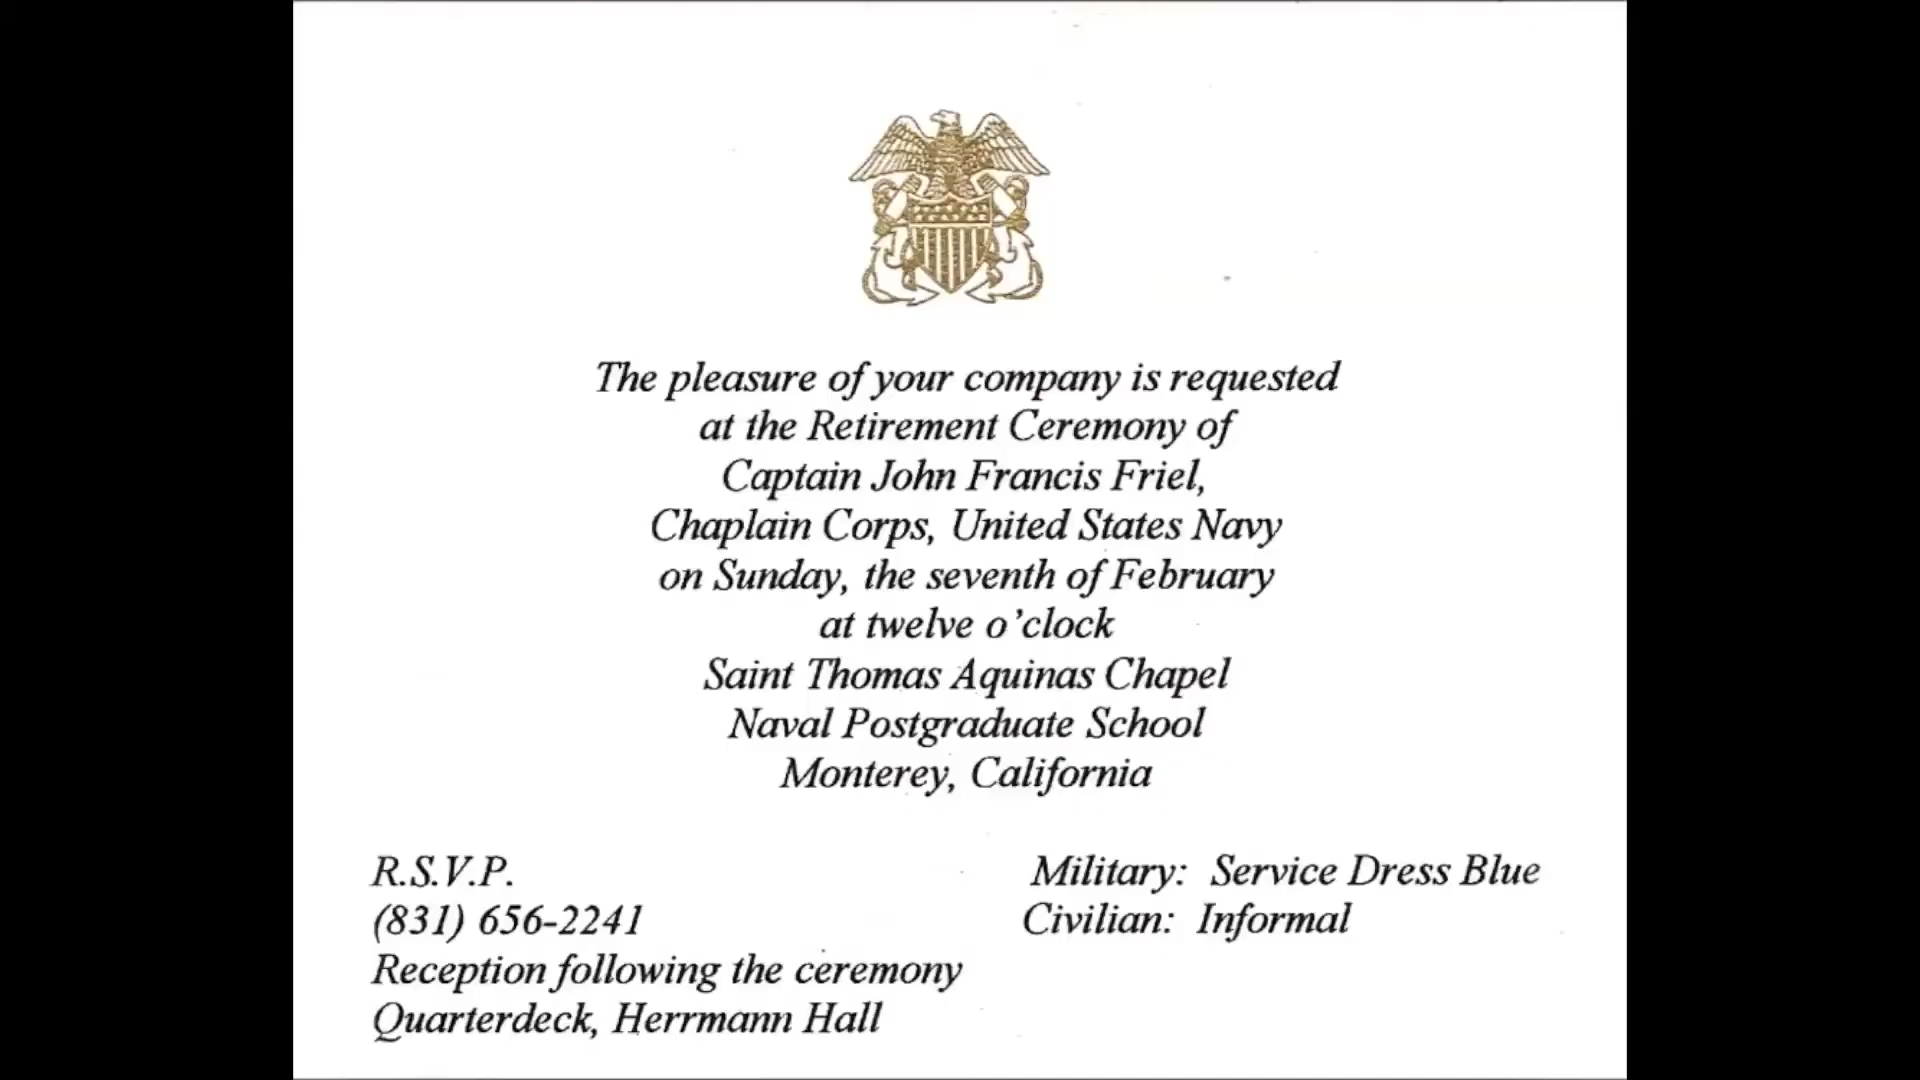 The pleasure of your company is requested
at the Retirement Ceremony of
Captain John Francis Friel,
Chaplain Corps, United States Navy
on Sunday, the seventh of February
at twelve o'clock
Saint Thomas Aquinas Chapel
Naval Postgraduate School
Monterey, California
R.S.V.P.
(831) 656-2241
Reception following the ceremony
Quarterdeck, Herrmann Hall
Military: Service Dress Blue
Civilian: Informal